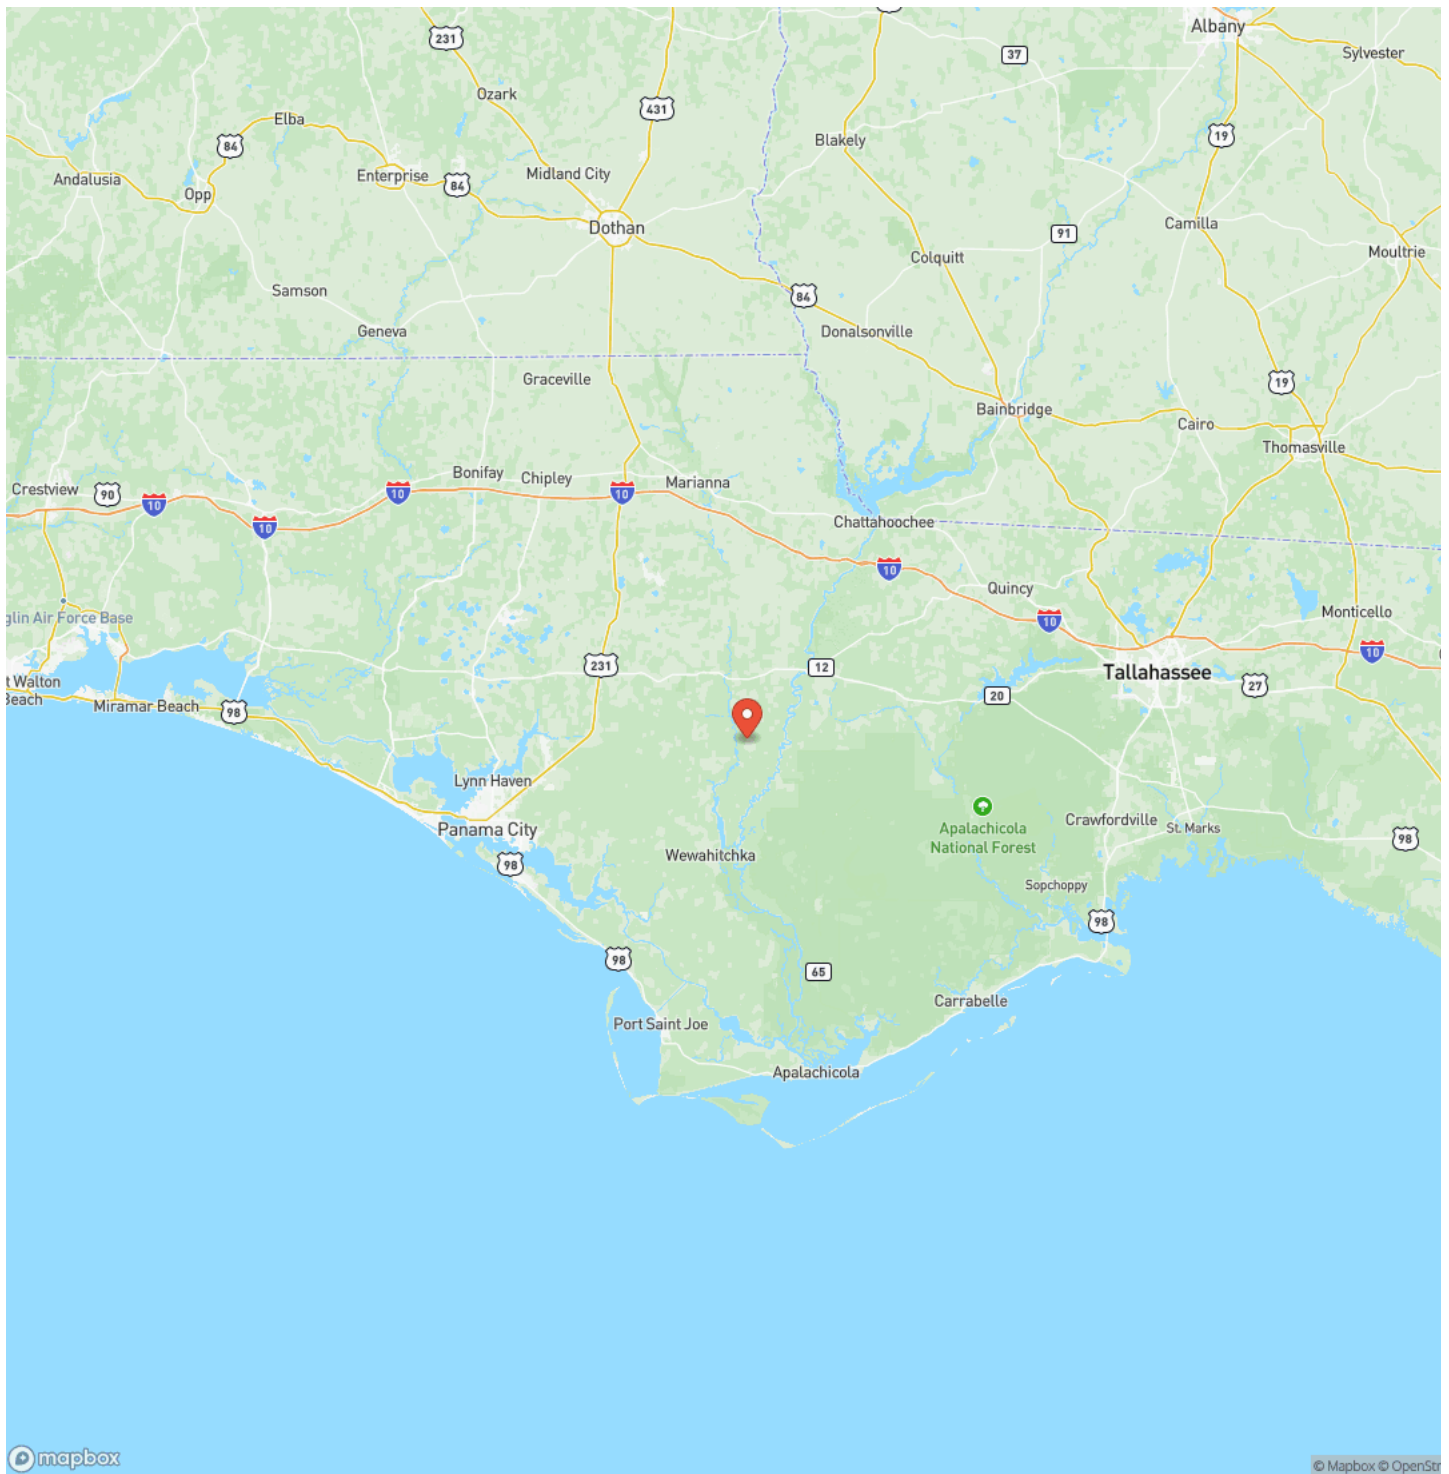 Albany
231
37
Sylvester
Ozark
431
Elba
19
84
Blakely
Andalusia
Enterprise
84
Midland City
Opp
Dothan
91
Camilla
Moultrie
Colquitt
Samson
84
Geneva
Donalsonville
Graceville
19
Bainbridge
Cairo
Thomasville
Crestview
90
10
10
10
Bonifay
Chipley
10
Marianna
Chattahoochee
10
Quincy
glin Air Force Base
10
Monticello
10
t Walton
Beach
Miramar Beach
98
231
12
20
Tallahassee
27
Lynn Haven
Panama City
98
Wewahitchka
Apalachicola
National Forest
Crawfordville
St. Marks
98
Sopchoppy
98
98
65
Carrabelle
Port Saint Joe
Apalachicola
mapbox
© Mapbox © OpenStr